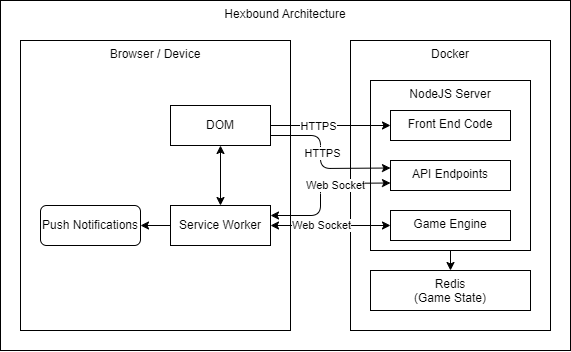 Hexbound Architecture
Browser / Device
Docker
NodeJS Server
DOM
HTTPS
Front End Code
HTTPS
API Endpoints
Web Socket
Push Notifications
Service Worker
Web Socket
Game Engine
Redis
(Game State)